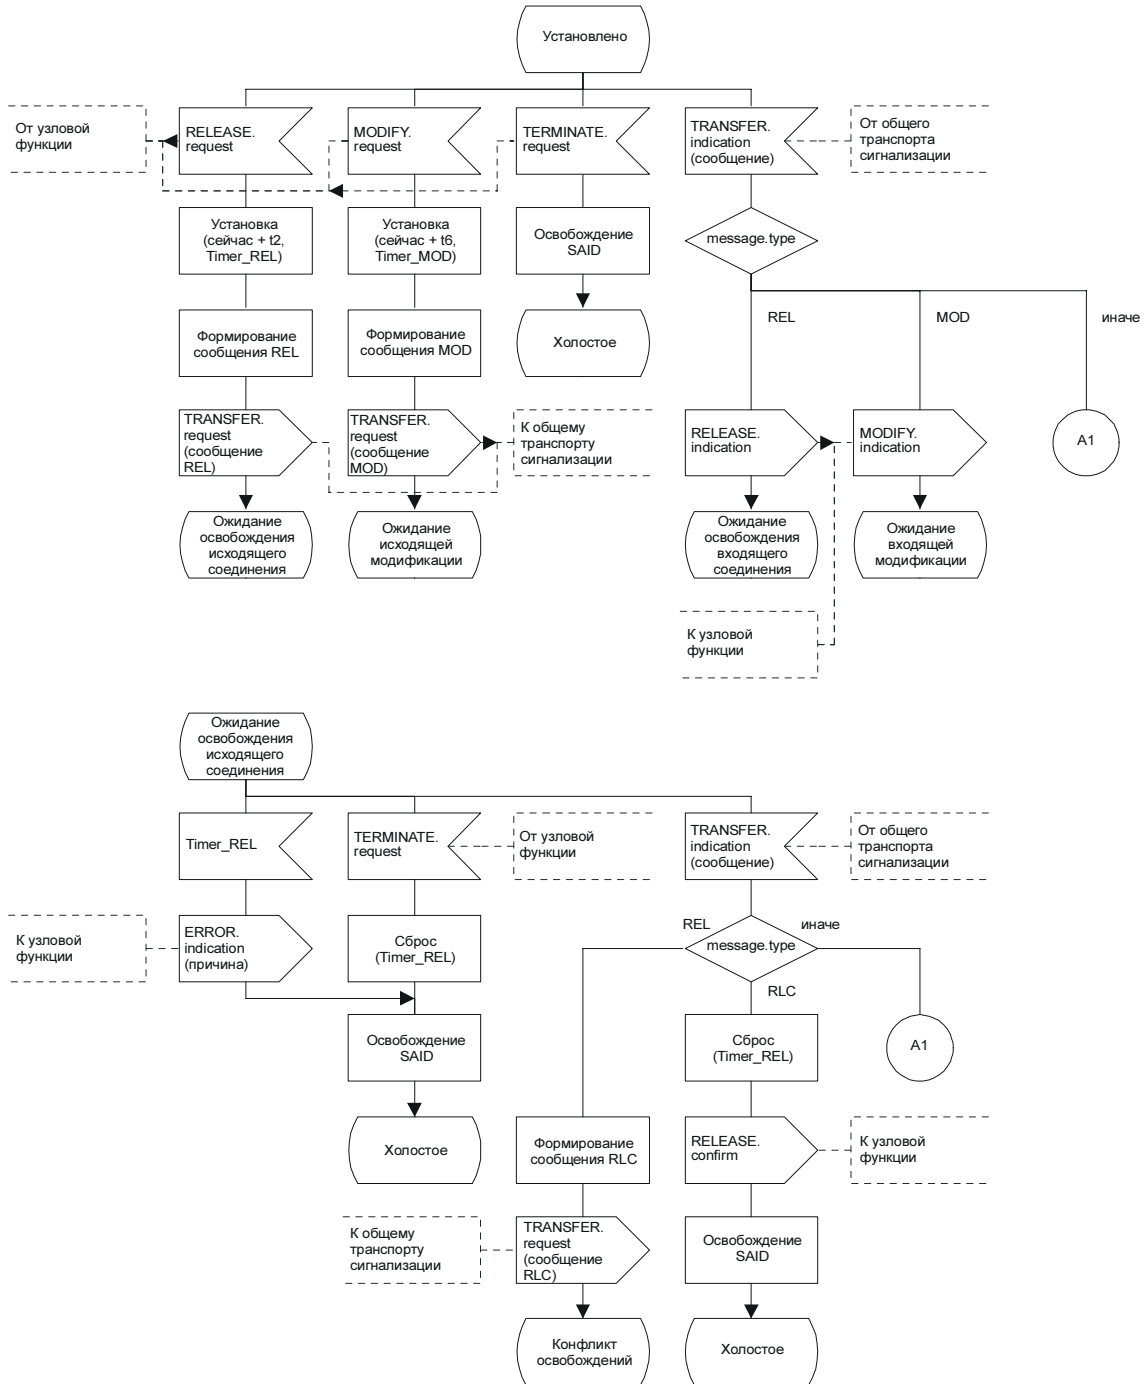 Установлено
От узловой
функции
RELEASE.
request
MODIFY.
request
TERMINATE.
request
TRANSFER.
indication
(сообщение)
От общего
транспорта
сигнализации
Установка
(сейчас + t2,
Timer_REL)
Установка
(сейчас + t6,
Timer_MOD)
Освобождение
SAID
message.type
REL
MOD
иначе
Формирование
сообщения REL
Формирование
сообщения MOD
Холостое
TRANSFER.
request
(сообщение
REL)
TRANSFER.
request
(сообщение
MOD)
К общему
транспорту
сигнализации
RELEASE.
indication
MODIFY.
indication
A1
Ожидание
освобождения
исходящего
соединения
Ожидание
исходящей
модификации
Ожидание
освобождения
входящего
соединения
Ожидание
входящей
модификации
К узловой
функции
Ожидание
освобождения
исходящего
соединения
Timer_REL
TERMINATE.
request
От узловой
функции
TRANSFER.
indication
(сообщение)
От общего
транспорта
сигнализации
К узловой
функции
ERROR.
indication
(причина)
Сброс
(Timer_REL)
REL
message.type
иначе
RLC
Освобождение
SAID
Сброс
(Timer_REL)
A1
Холостое
Формирование
сообщения RLC
RELEASE.
confirm
К узловой
функции
К общему
транспорту
сигнализации
TRANSFER.
request
(сообщение
RLC)
Освобождение
SAID
Конфликт
освобождений
Холостое